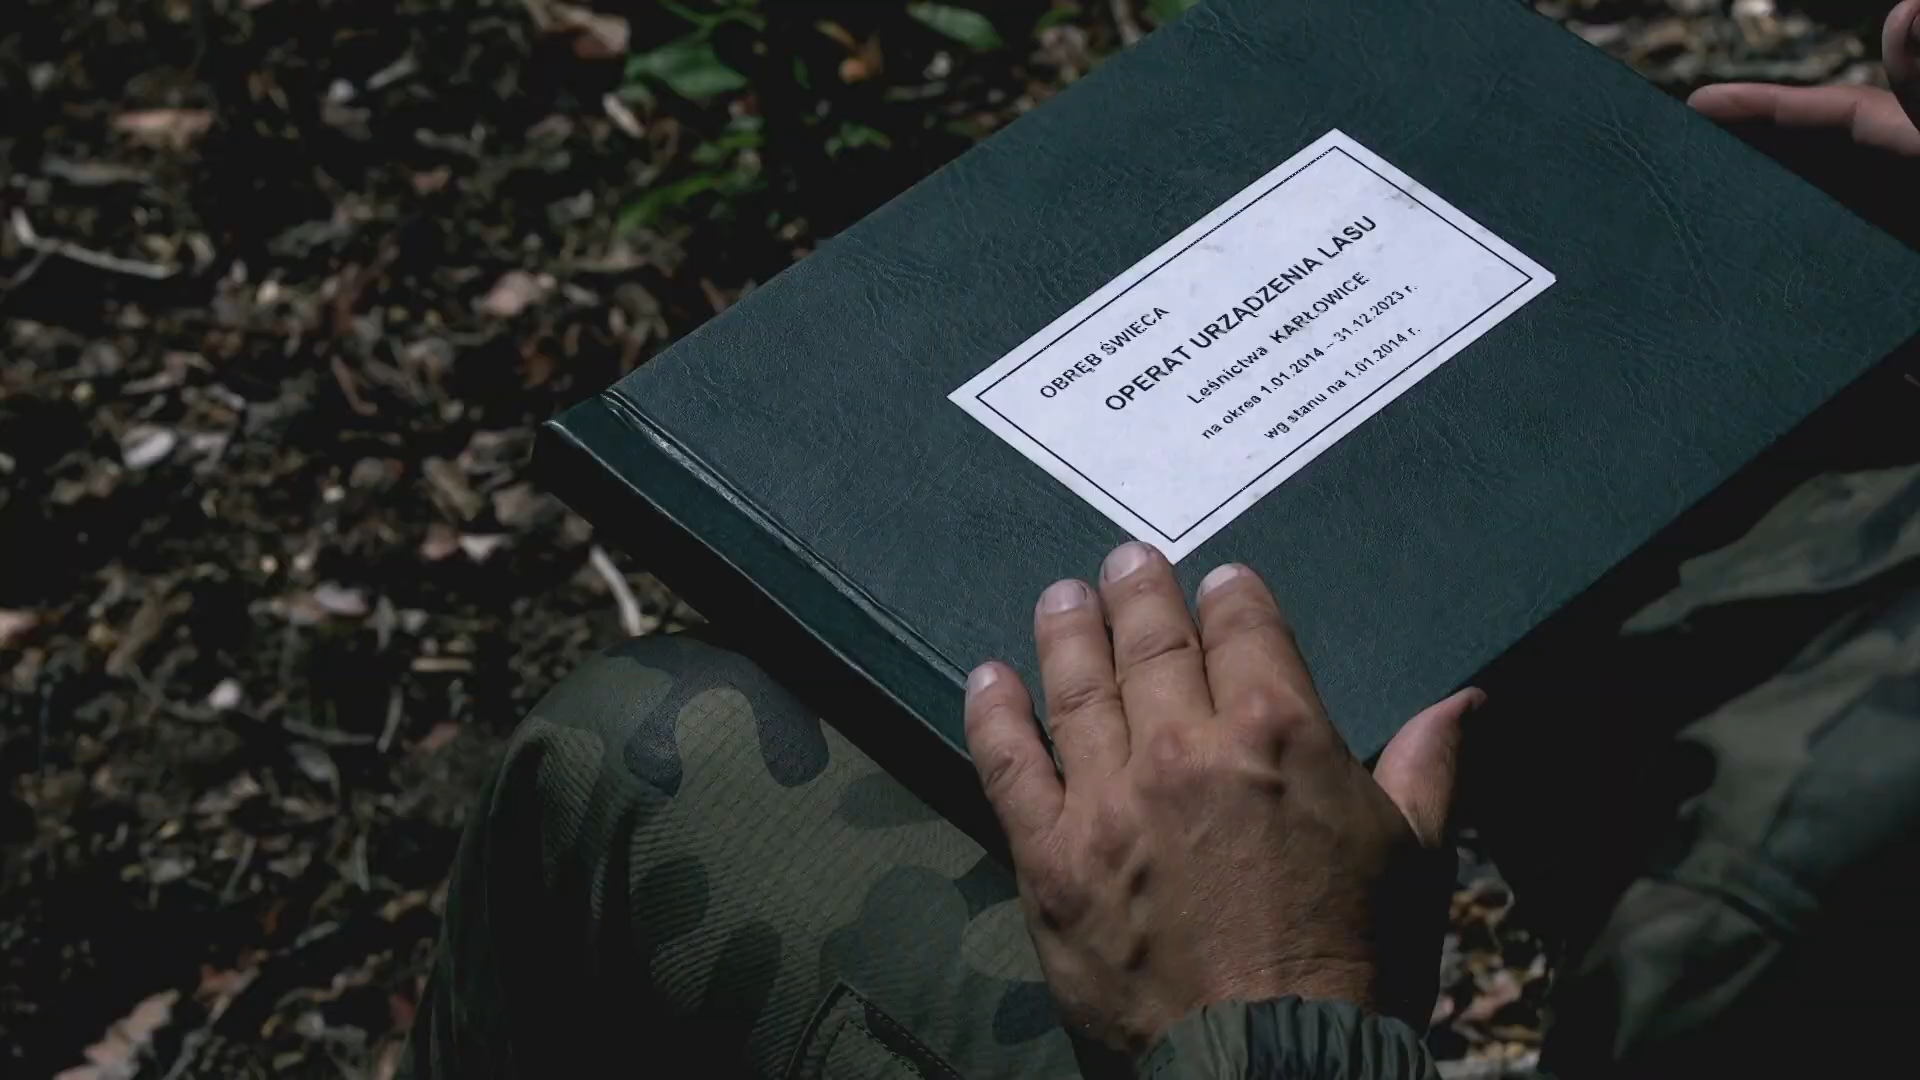 OBRĘB ŚWIECA
OPERAT URZĄDZENIA LASU
Leśnictwa KARŁOWICE
na okres 1.01.2014 – 31.12.2023 r.
wg stanu na 1.01.2014 r.